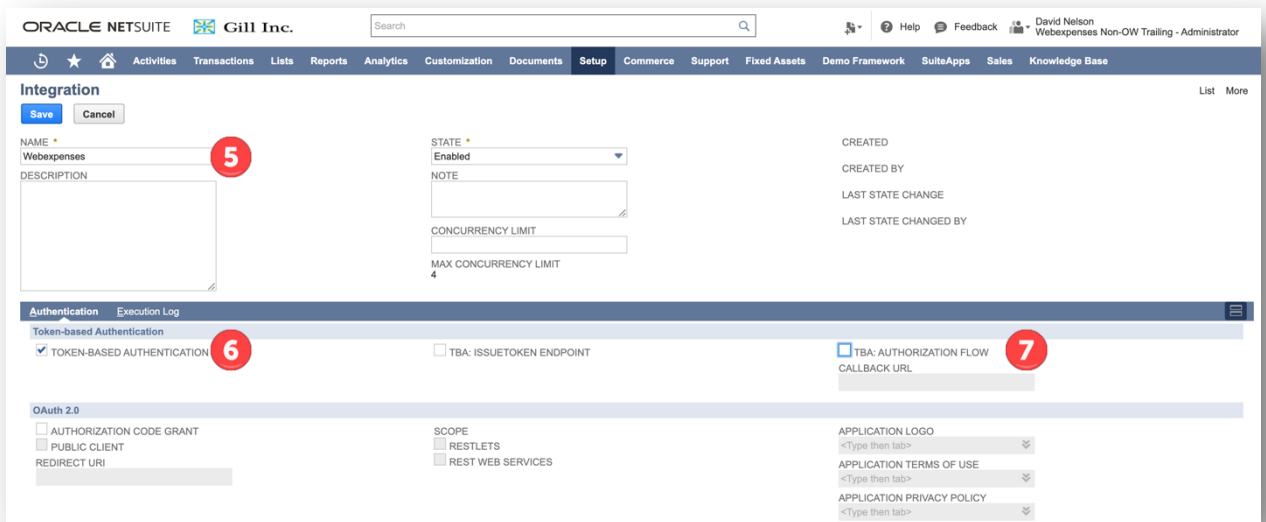 ORACLE NETSUITE Gill Inc. Search Help Feedback David Nelson
Webexpenses Non-OW Trailing - Administrator
Activities Transactions Lists Reports Analytics Customization Documents Setup Commerce Support Fixed Assets Demo Framework SuiteApps Sales Knowledge Base
Integration List More
Save Cancel
NAME * STATE * CREATED
Webexpenses 5 Enabled
CREATED BY
DESCRIPTION NOTE
LAST STATE CHANGE
LAST STATE CHANGED BY
CONCURRENCY LIMIT
MAX CONCURRENCY LIMIT
4
Authentication Execution Log
Token-based Authentication
TOKEN-BASED AUTHENTICATION 6 TBA: ISSUETOKEN ENDPOINT TBA: AUTHORIZATION FLOW 7
CALLBACK URL
OAuth 2.0
AUTHORIZATION CODE GRANT SCOPE APPLICATION LOGO
PUBLIC CLIENT RESTLETS <Type then tab>
REDIRECT URI REST WEB SERVICES APPLICATION TERMS OF USE
<Type then tab>
APPLICATION PRIVACY POLICY
<Type then tab>